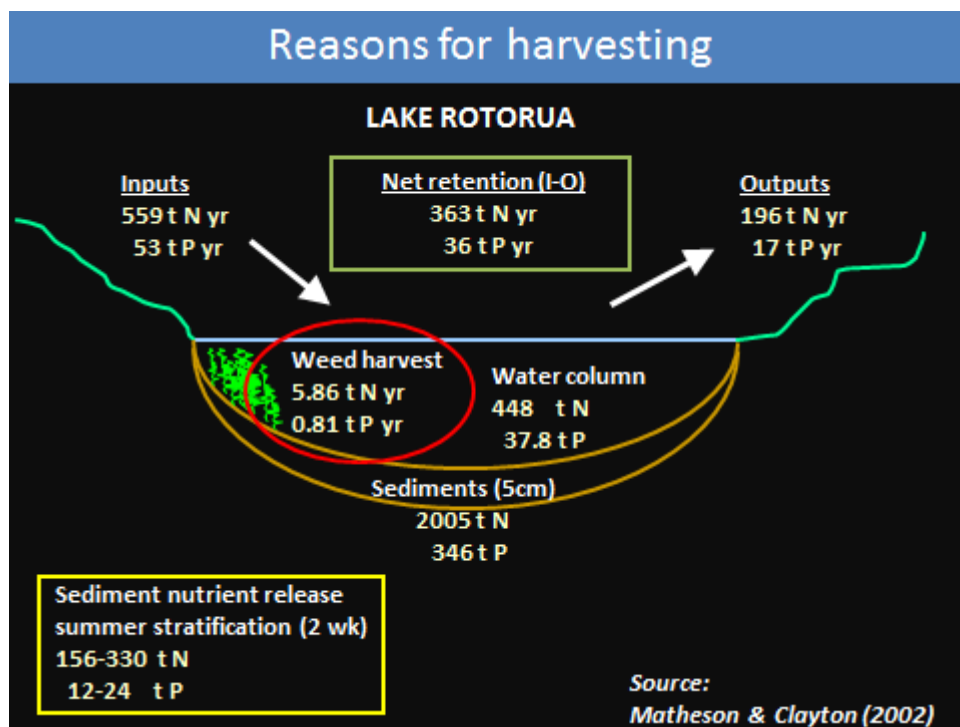 Reasons for harvesting
LAKE ROTORUA
Inputs
559 t N yr
53 t P yr
Net retention (I-O)
363 t N yr
36 t P yr
Outputs
196 t N yr
17 t P yr
Weed harvest
5.86 t N yr
0.81 t P yr
Water column
448 t N
37.8 t P
Sediments (5cm)
2005 t N
346 t P
Sediment nutrient release
summer stratification (2 wk)
156-330 t N
12-24 t P
Source:
Matheson & Clayton (2002)